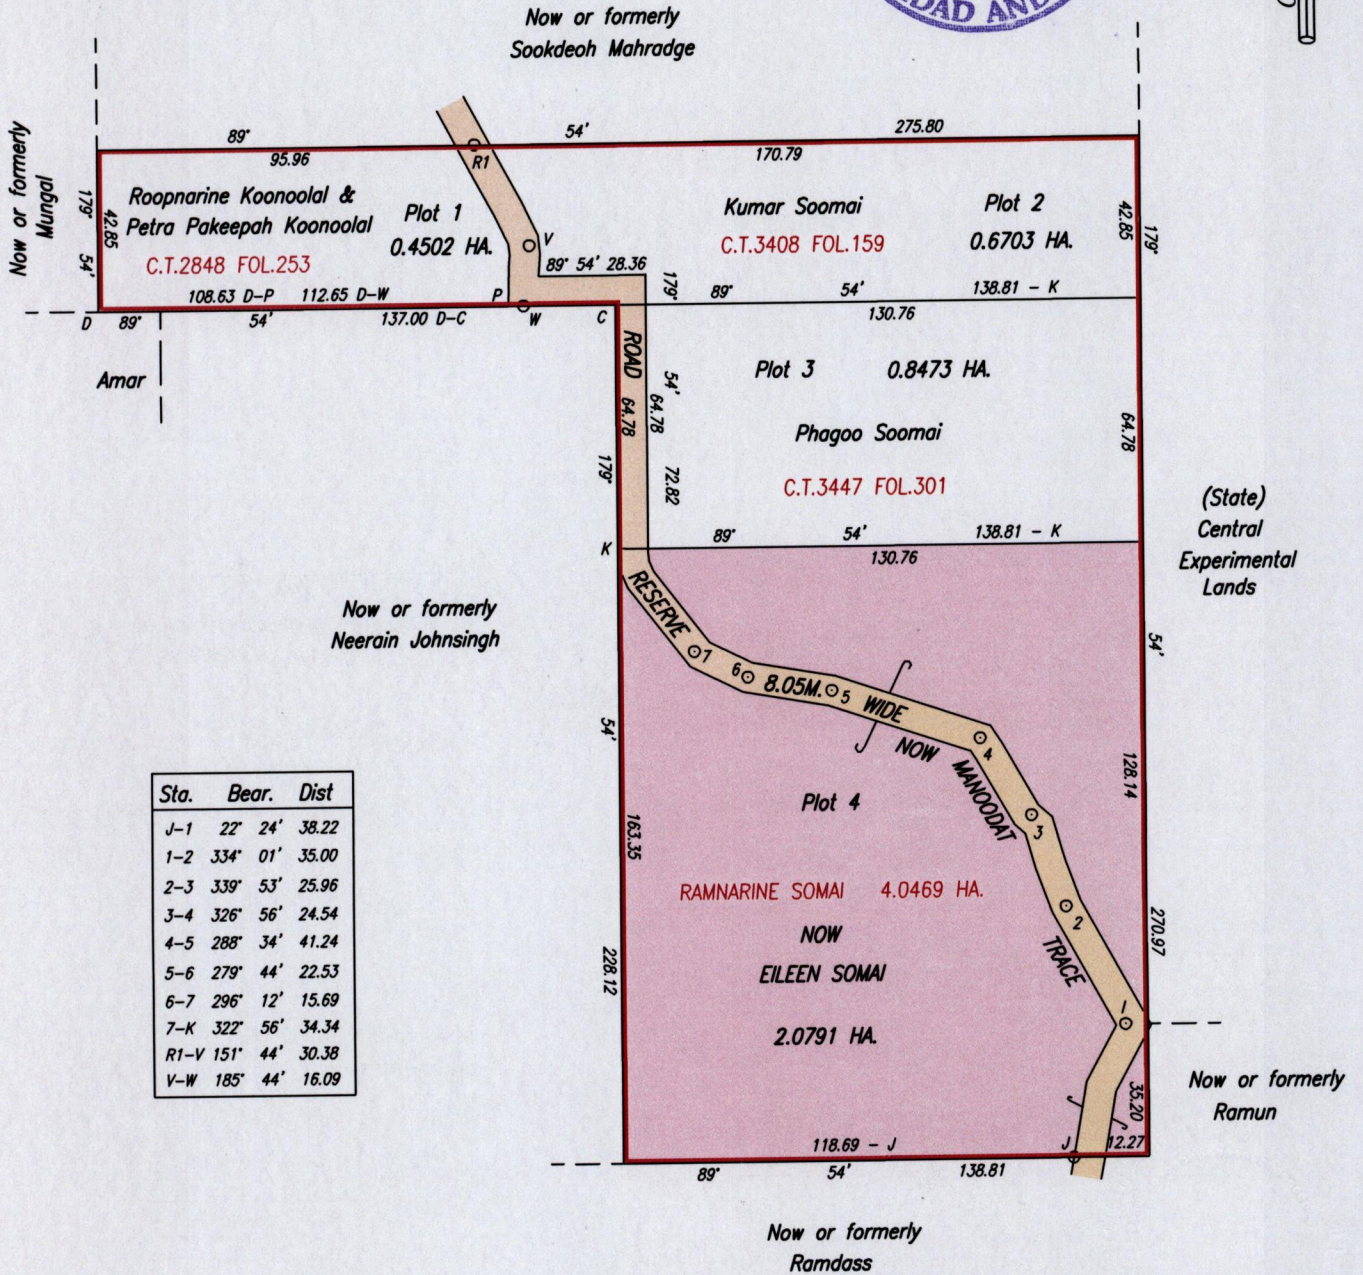 DAD AND
Now or formerly
Sookdeoh Mahradge
Now or formerly
Mungal
89° 54' 275.80
95.96
170.79
R1
179° 54'
42.85
Roopnarine Koonoolal &
Petra Pakeepah Koonoolal
C.T.2848 FOL.253
Plot 1
0.4502 HA.
V
Kumar Soomai
C.T.3408 FOL.159
Plot 2
0.6703 HA.
42.85
179°
89° 54' 28.36
179°
108.63 D-P 112.65 D-W
P
89° 54' 138.81 - K
D 89° 54' 137.00 D-C
W
C
130.76
Amar
ROAD
64.78
54'
64.78
72.82
179°
Plot 3 0.8473 HA.
Phagoo Soomai
C.T.3447 FOL.301
64.78
(State)
Central
Experimental
Lands
K
89° 54' 138.81 - K
130.76
Now or formerly
Neerain Johnsingh
RESERVE
7
6
8.05M.
5
WIDE
4
NOW
MANOODAT
3
2
TRACE
1
54'
54'
128.14
163.35
228.12
270.97
Plot 4
RAMNARINE SOMAI 4.0469 HA.
NOW
EILEEN SOMAI
2.0791 HA.
Sta. Bear. Dist
J-1 22° 24' 38.22
1-2 334° 01' 35.00
2-3 339° 53' 25.96
3-4 326° 56' 24.54
4-5 288° 34' 41.24
5-6 279° 44' 22.53
6-7 296° 12' 15.69
7-K 322° 56' 34.34
R1-V 151° 44' 30.38
V-W 185° 44' 16.09
35.20
Now or formerly
Ramun
118.69 - J
J
12.27
89° 54' 138.81
Now or formerly
Ramdass